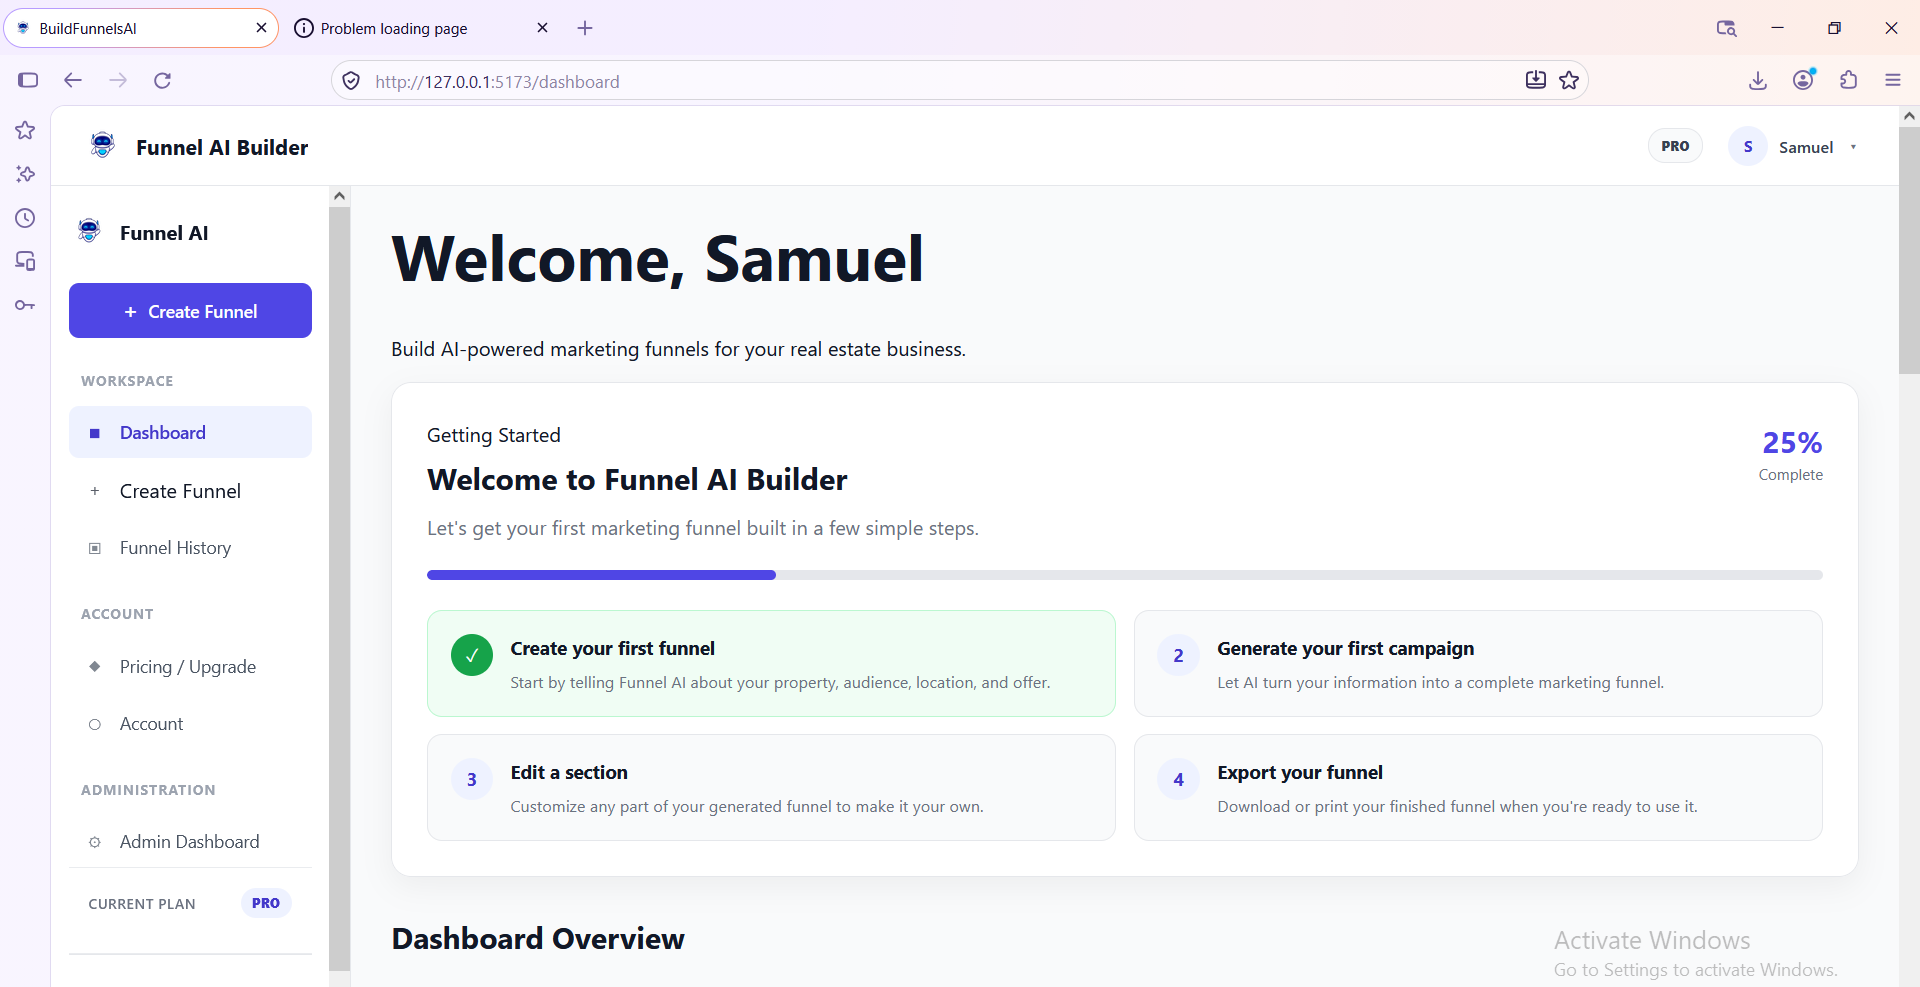 BuildFunnelsAI
Problem loading page
http://127.0.0.1:5173/dashboard
Funnel AI Builder
PRO
S
Samuel
Funnel AI
+ Create Funnel
WORKSPACE
Dashboard
+ Create Funnel
Funnel History
ACCOUNT
Pricing / Upgrade
Account
ADMINISTRATION
Admin Dashboard
CURRENT PLAN
PRO
Welcome, Samuel
Build AI-powered marketing funnels for your real estate business.
Getting Started
Welcome to Funnel AI Builder
Let's get your first marketing funnel built in a few simple steps.
25%
Complete
✓
Create your first funnel
Start by telling Funnel AI about your property, audience, location, and offer.
2
Generate your first campaign
Let AI turn your information into a complete marketing funnel.
3
Edit a section
Customize any part of your generated funnel to make it your own.
4
Export your funnel
Download or print your finished funnel when you're ready to use it.
Dashboard Overview
Activate Windows
Go to Settings to activate Windows.